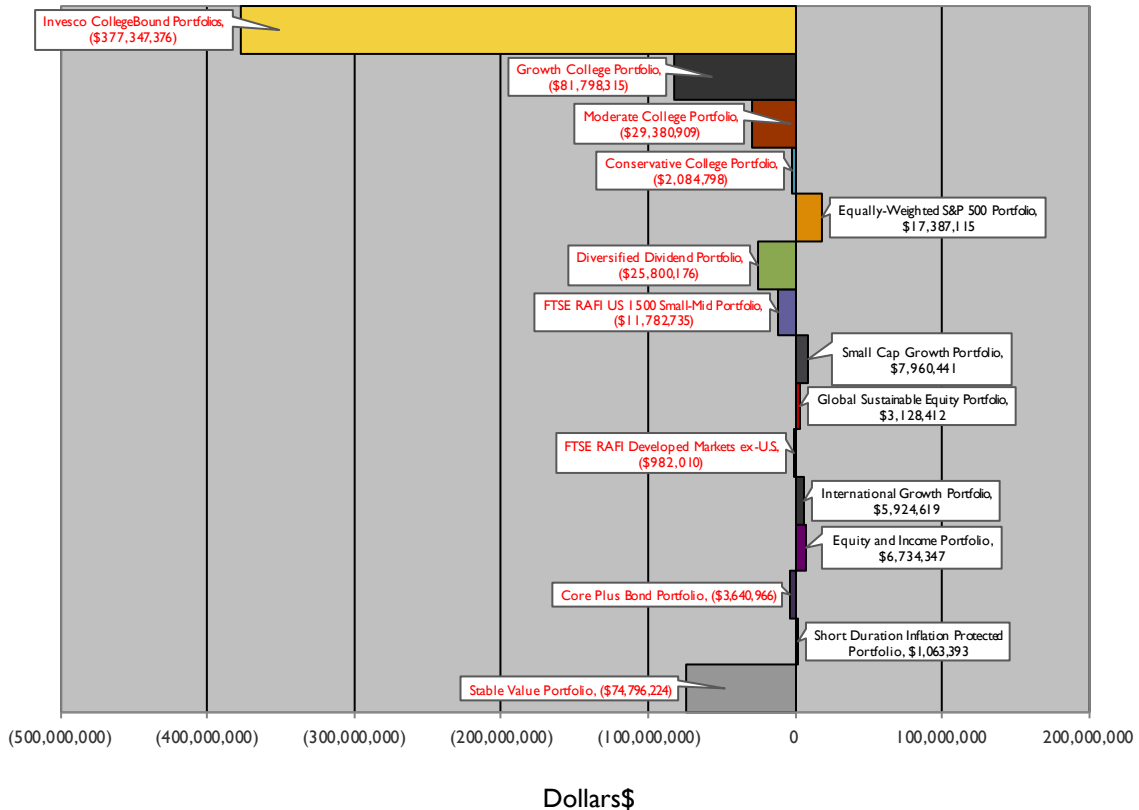 Invesco CollegeBound Portfolios,
($377,347,376)
Growth College Portfolio,
($81,798,315)
Moderate College Portfolio,
($29,380,909)
Conservative College Portfolio,
($2,084,798)
Equally-Weighted S&P 500 Portfolio,
$17,387,115
Diversified Dividend Portfolio,
($25,800,176)
FTSE RAFI US 1500 Small-Mid Portfolio,
($11,782,735)
Small Cap Growth Portfolio,
$7,960,441
Global Sustainable Equity Portfolio,
$3,128,412
FTSE RAFI Developed Markets ex-U.S,
($982,010)
International Growth Portfolio,
$5,924,619
Equity and Income Portfolio,
$6,734,347
Core Plus Bond Portfolio, ($3,640,966)
Short Duration Inflation Protected
Portfolio, $1,063,393
Stable Value Portfolio, ($74,796,224)
(500,000,000) (400,000,000) (300,000,000) (200,000,000) (100,000,000) 0 100,000,000 200,000,000
Dollars$